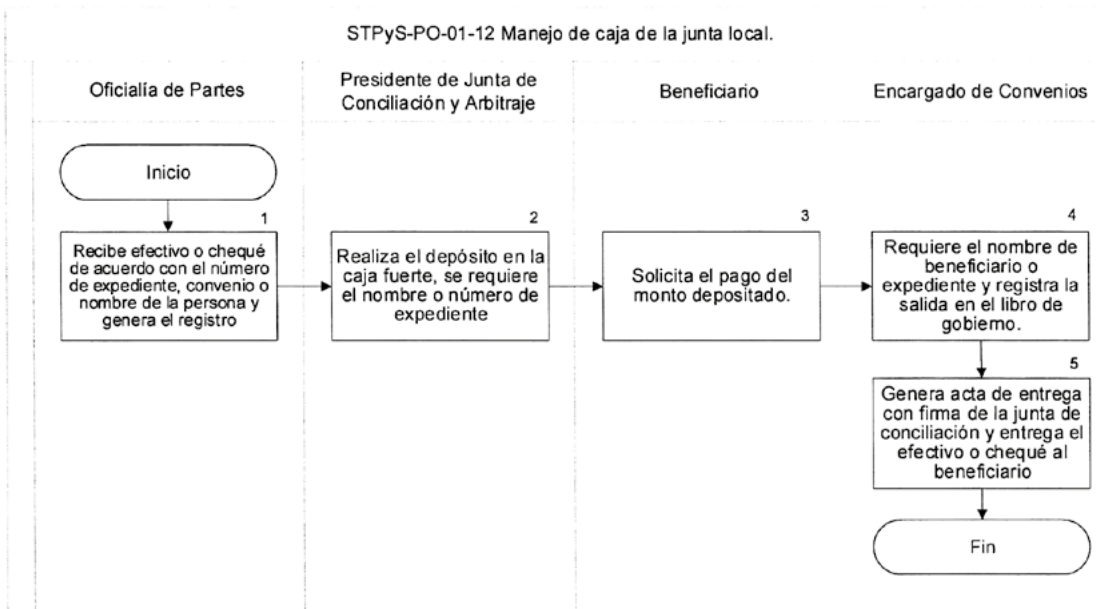 STPyS-PO-01-12 Manejo de caja de la junta local.
Oficialía de Partes
Presidente de Junta de
Conciliación y Arbitraje
Beneficiario
Encargado de Convenios
Inicio
1
Recibe efectivo o chequé
de acuerdo con el número
de expediente, convenio o
nombre de la persona y
genera el registro
2
Realiza el depósito en la
caja fuerte, se requiere
el nombre o número de
expediente
3
Solicita el pago del
monto depositado.
4
Requiere el nombre de
beneficiario o
expediente y registra la
salida en el libro de
gobierno.
5
Genera acta de entrega
con firma de la junta de
conciliación y entrega el
efectivo o chequé al
beneficiario
Fin